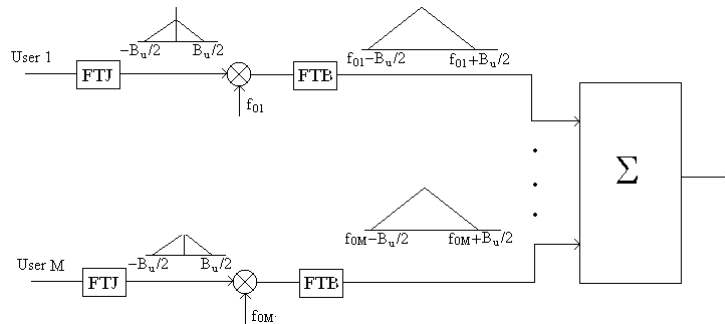 User 1
FTJ
-Bᵤ/2 Bᵤ/2
f₀₁
FTB
f₀₁-Bᵤ/2 f₀₁+Bᵤ/2
Σ
User M
FTJ
-Bᵤ/2 Bᵤ/2
f₀M
FTB
f₀M-Bᵤ/2 f₀M+Bᵤ/2